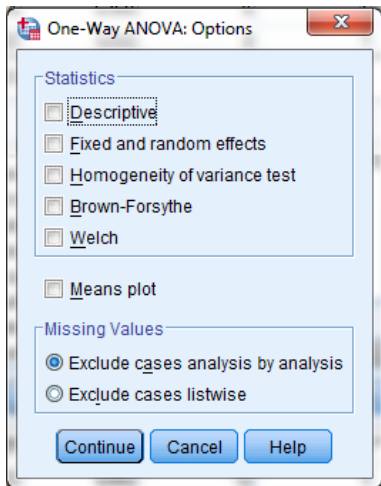 One-Way ANOVA: Options
Statistics
Descriptive
Fixed and random effects
Homogeneity of variance test
Brown-Forsythe
Welch
Means plot
Missing Values
Exclude cases analysis by analysis
Exclude cases listwise
Continue Cancel Help